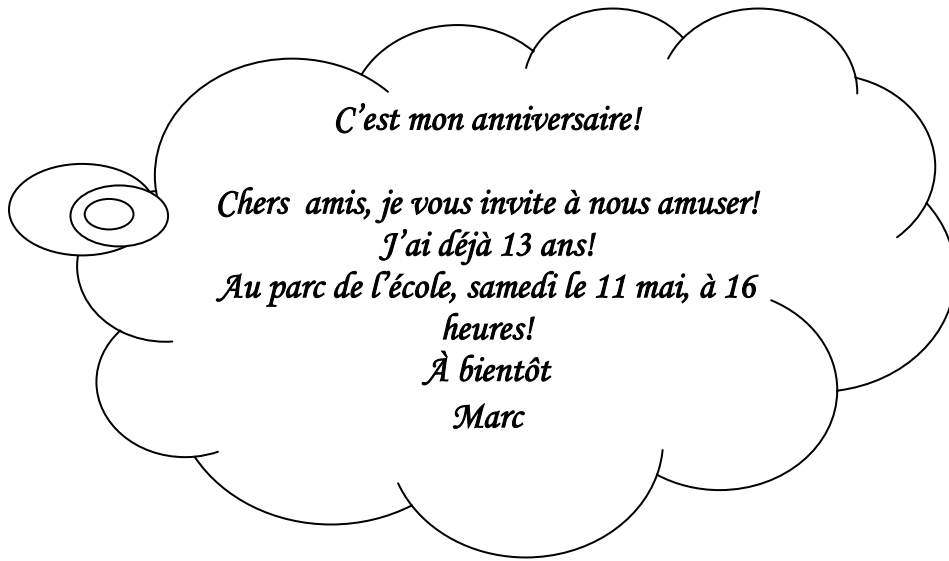 C’est mon anniversaire!
Chers  amis, je vous invite à nous amuser!
J’ai déjà 13 ans!
Au parc de l’école, samedi le 11 mai, à 16
heures!
À bientôt
Marc